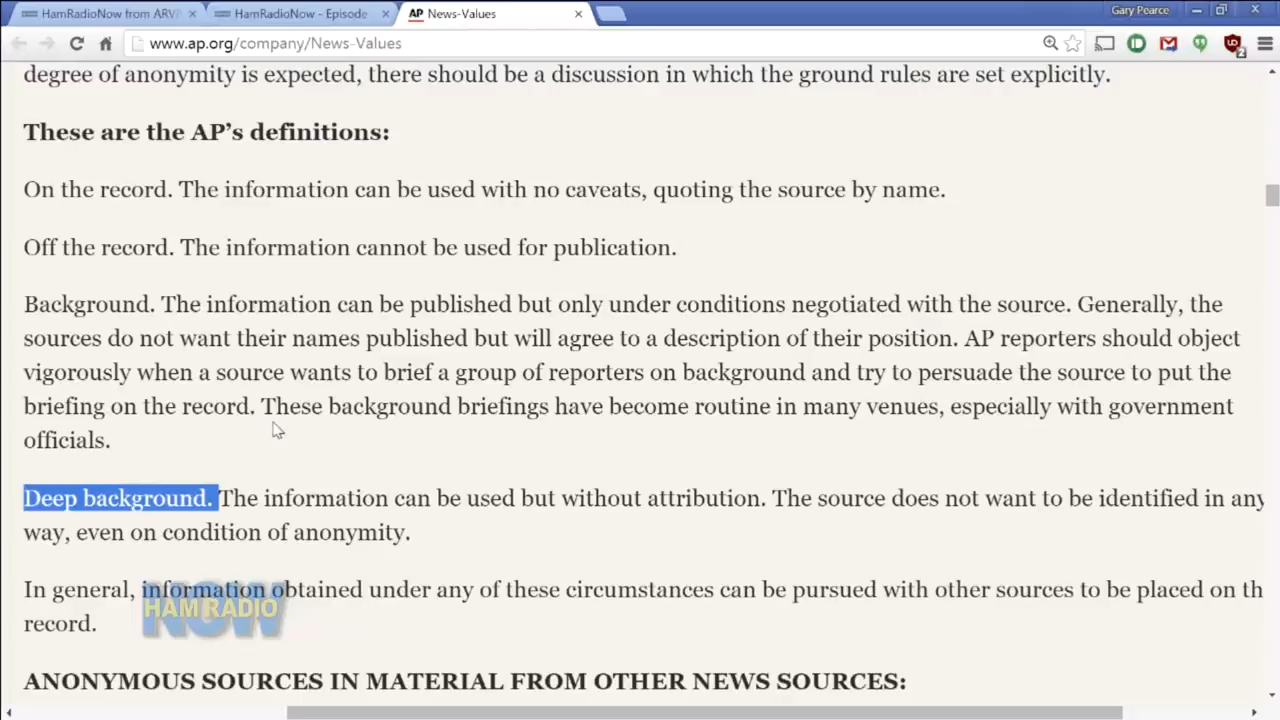 HamRadioNow from ARV
HamRadioNow - Episode
AP News-Values
Gary Pearce
www.ap.org/company/News-Values
2
degree of anonymity is expected, there should be a discussion in which the ground rules are set explicitly.
These are the AP’s definitions:
On the record. The information can be used with no caveats, quoting the source by name.
Off the record. The information cannot be used for publication.
Background. The information can be published but only under conditions negotiated with the source. Generally, the
sources do not want their names published but will agree to a description of their position. AP reporters should object
vigorously when a source wants to brief a group of reporters on background and try to persuade the source to put the
briefing on the record. These background briefings have become routine in many venues, especially with government
officials.
Deep background. The information can be used but without attribution. The source does not want to be identified in any
way, even on condition of anonymity.
In general, information obtained under any of these circumstances can be pursued with other sources to be placed on th
record.
HAM RADIO
NOW
ANONYMOUS SOURCES IN MATERIAL FROM OTHER NEWS SOURCES: